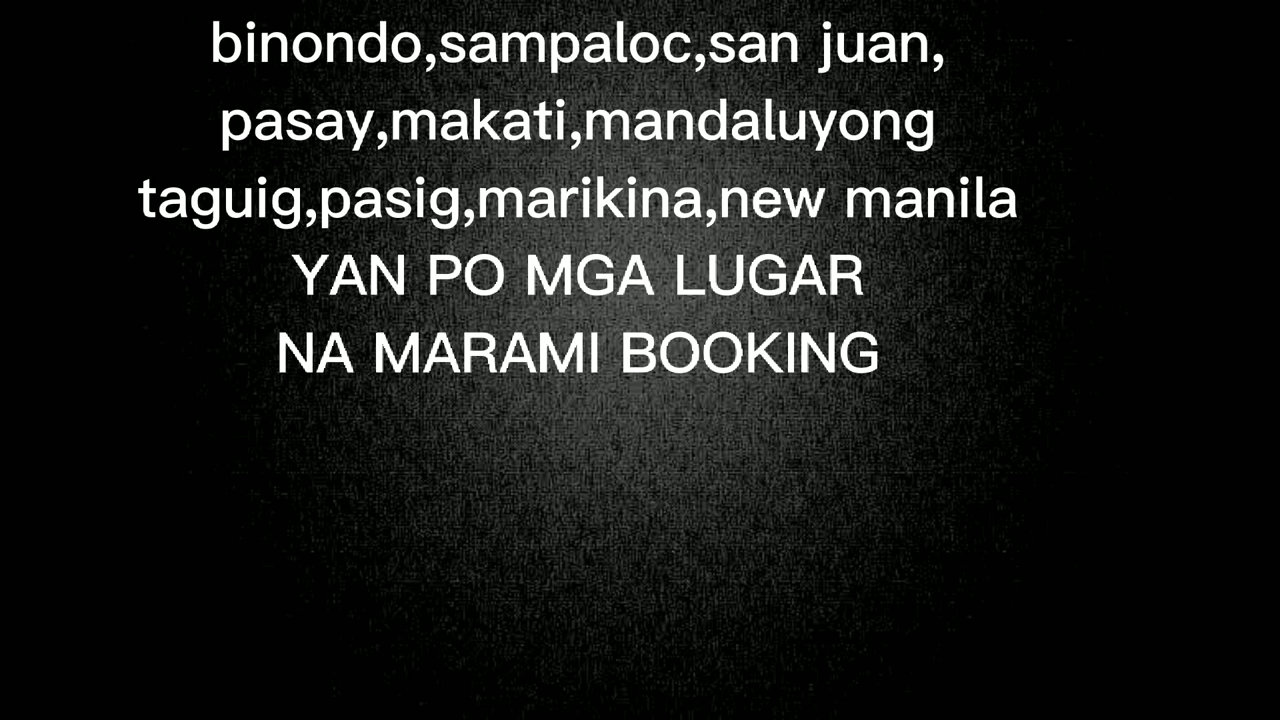 binondo,sampaloc,san juan,
pasay,makati,mandaluyong
taguig,pasig,marikina,new manila
YAN PO MGA LUGAR
NA MARAMI BOOKING